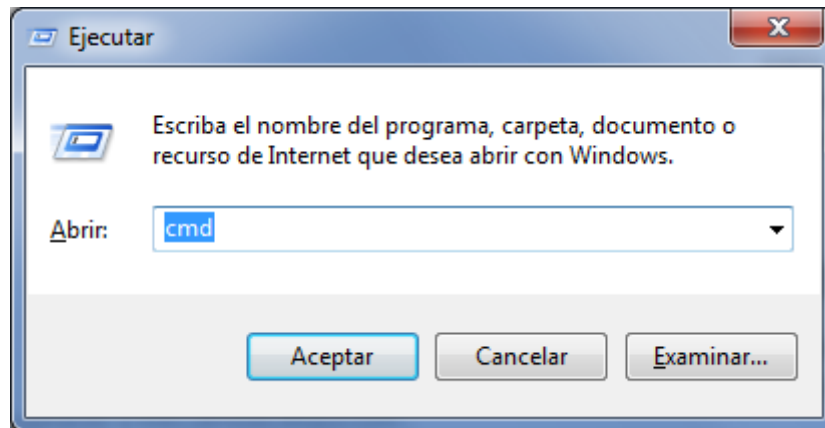 Ejecutar
Escriba el nombre del programa, carpeta, documento o
recurso de Internet que desea abrir con Windows.
Abrir: cmd
Aceptar Cancelar Examinar...